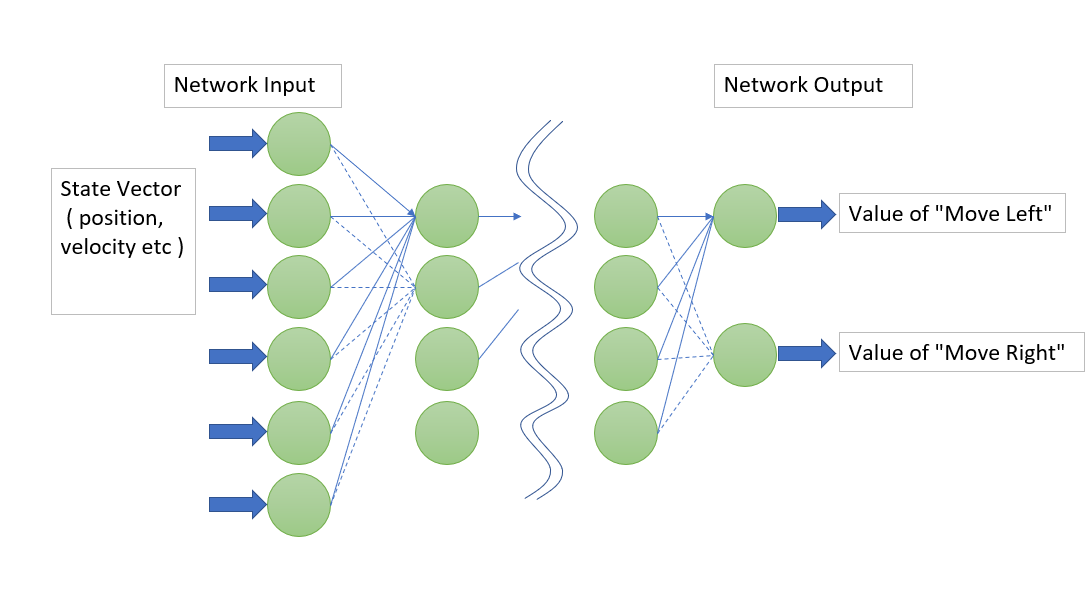 Network Input
Network Output
State Vector
( position,
velocity etc )
Value of "Move Left"
Value of "Move Right"